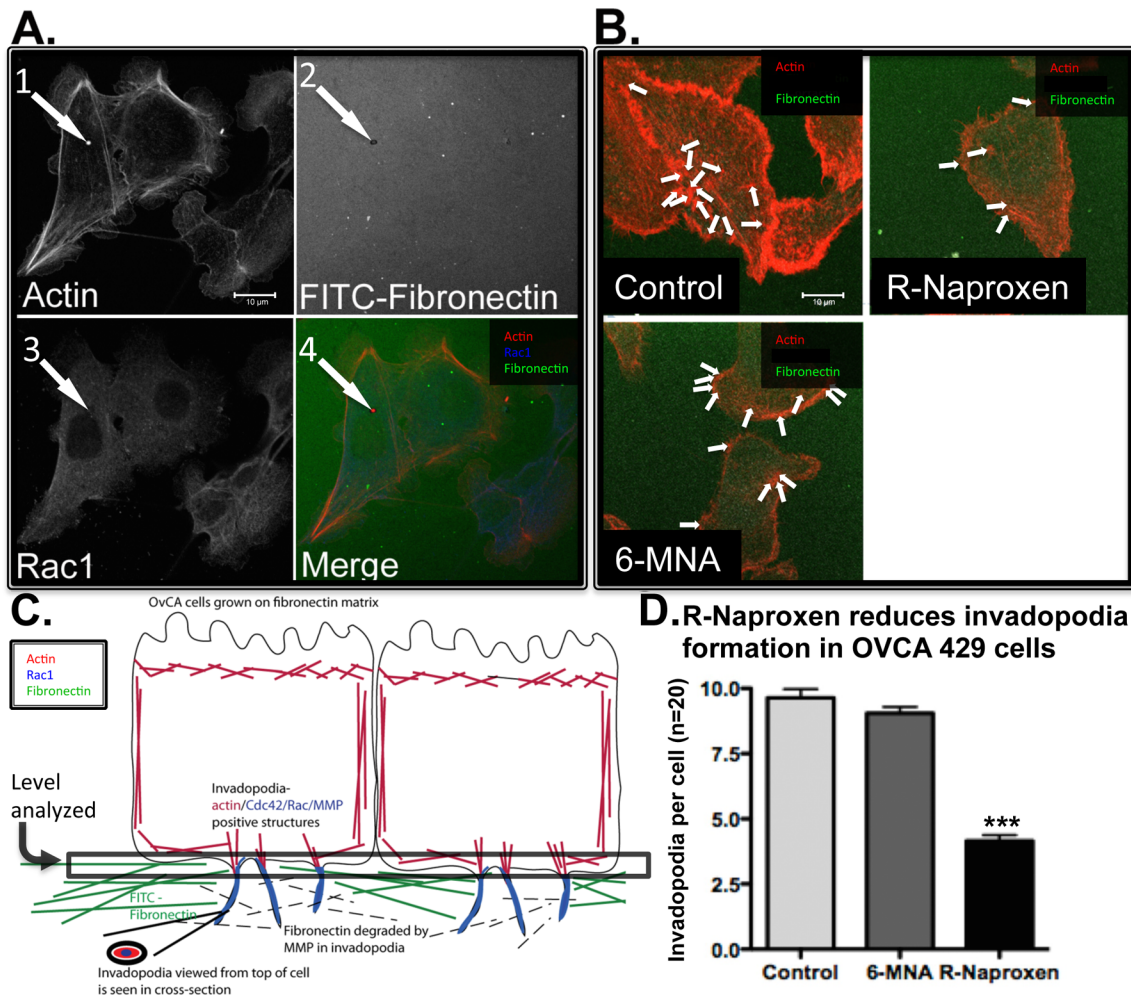 A.
1
2
Actin
10 µm
FITC-Fibronectin
3
4
Actin
Rac1
Fibronectin
Rac1
Merge
B.
Actin
Fibronectin
Control
10 µm
Actin
Fibronectin
R-Naproxen
Actin
Fibronectin
6-MNA
C.
OvCA cells grown on fibronectin matrix
Actin
Rac1
Fibronectin
Level
analyzed
Invadopodia-
actin/Cdc42/Rac/MMP
positive structures
FITC -
Fibronectin
Fibronectin degraded by
MMP in invadopodia
Invadopodia viewed from top of cell
is seen in cross-section
D.
R-Naproxen reduces invadopodia
formation in OVCA 429 cells
Invadopodia per cell (n=20)
10.0
7.5
5.0
2.5
0.0
***
Control
6-MNA
R-Naproxen